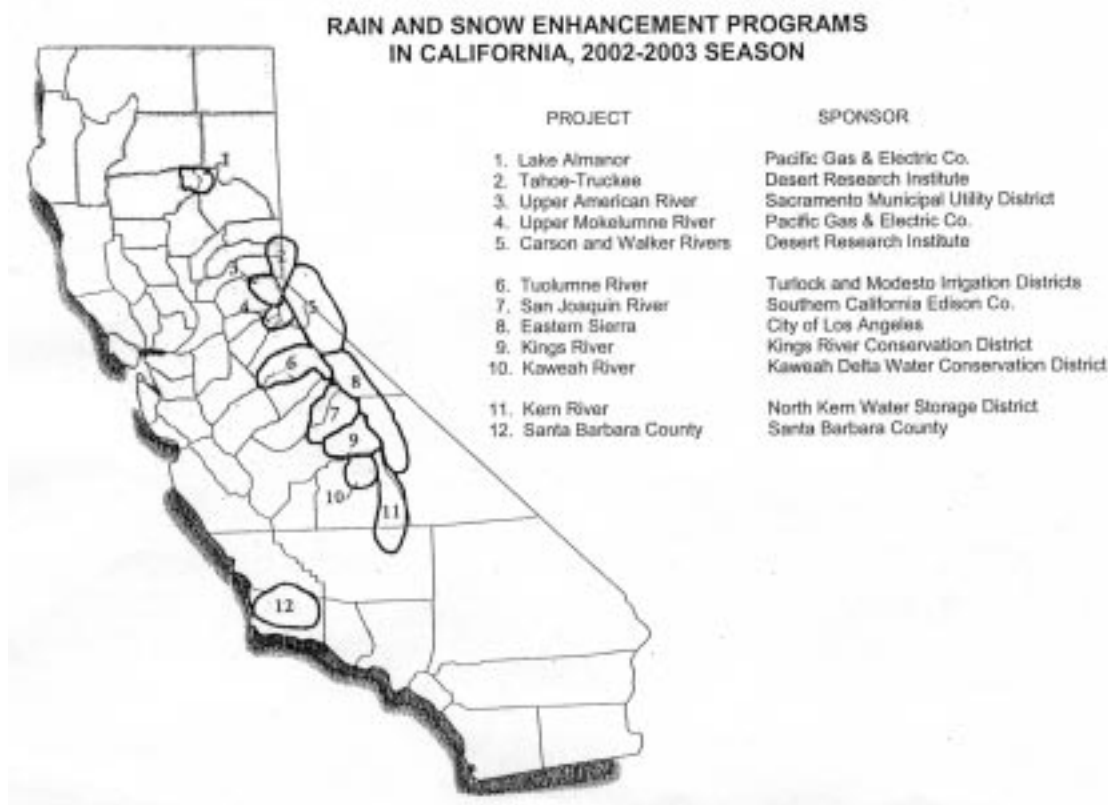 RAIN AND SNOW ENHANCEMENT PROGRAMS
IN CALIFORNIA, 2002-2003 SEASON
PROJECT SPONSOR
1. Lake Almanor Pacific Gas & Electric Co.
2. Tahoe-Truckee Desert Research Institute
3. Upper American River Sacramento Municipal Utility District
4. Upper Mokelumne River Pacific Gas & Electric Co.
5. Carson and Walker Rivers Desert Research Institute
6. Tuolumne River Turlock and Modesto Irrigation Districts
7. San Joaquin River Southern California Edison Co.
8. Eastern Sierra City of Los Angeles
9. Kings River Kings River Conservation District
10. Kaweah River Kaweah Delta Water Conservation District
11. Kern River North Kern Water Storage District
12. Santa Barbara County Santa Barbara County
1
2
3
4
5
6
8
7
9
10
11
12